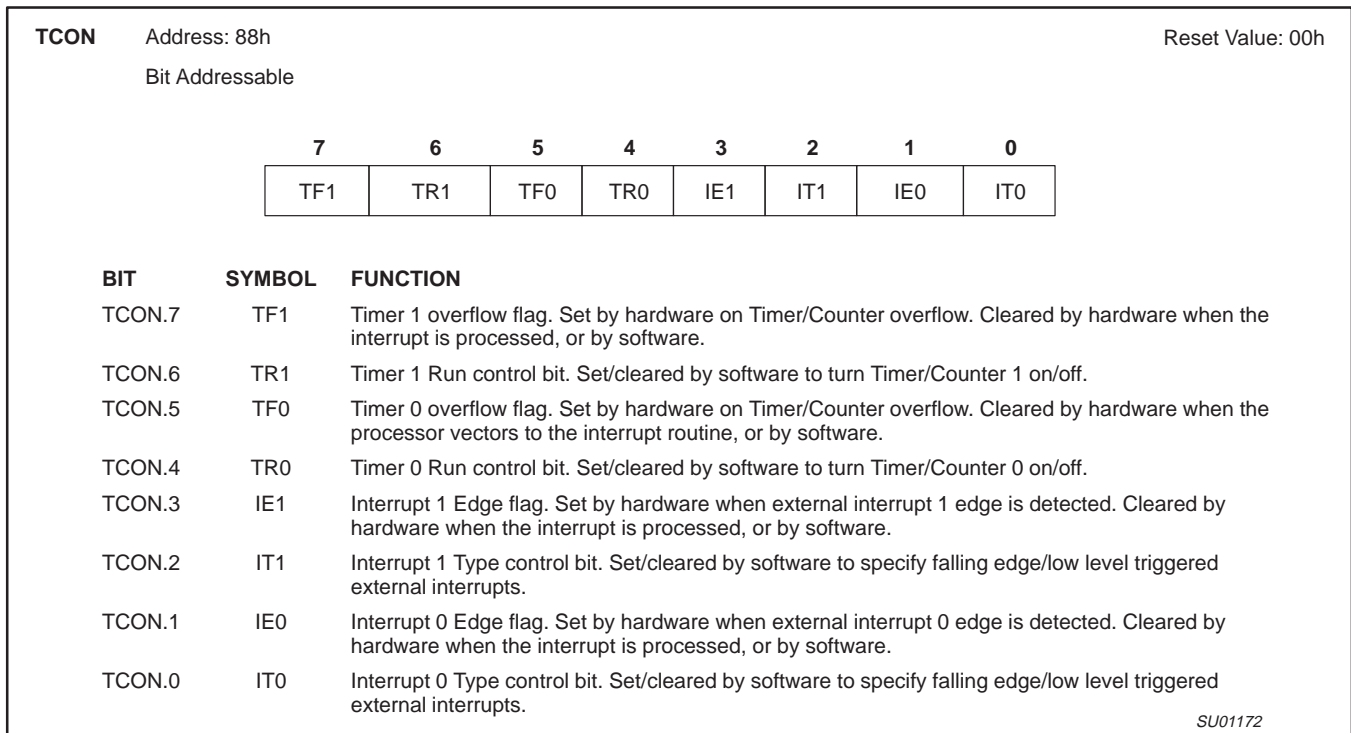 TCON Address: 88h Reset Value: 00h
Bit Addressable
7 6 5 4 3 2 1 0
TF1 TR1 TF0 TR0 IE1 IT1 IE0 IT0
BIT SYMBOL FUNCTION
TCON.7 TF1 Timer 1 overflow flag. Set by hardware on Timer/Counter overflow. Cleared by hardware when the
interrupt is processed, or by software.
TCON.6 TR1 Timer 1 Run control bit. Set/cleared by software to turn Timer/Counter 1 on/off.
TCON.5 TF0 Timer 0 overflow flag. Set by hardware on Timer/Counter overflow. Cleared by hardware when the
processor vectors to the interrupt routine, or by software.
TCON.4 TR0 Timer 0 Run control bit. Set/cleared by software to turn Timer/Counter 0 on/off.
TCON.3 IE1 Interrupt 1 Edge flag. Set by hardware when external interrupt 1 edge is detected. Cleared by
hardware when the interrupt is processed, or by software.
TCON.2 IT1 Interrupt 1 Type control bit. Set/cleared by software to specify falling edge/low level triggered
external interrupts.
TCON.1 IE0 Interrupt 0 Edge flag. Set by hardware when external interrupt 0 edge is detected. Cleared by
hardware when the interrupt is processed, or by software.
TCON.0 IT0 Interrupt 0 Type control bit. Set/cleared by software to specify falling edge/low level triggered
external interrupts.
SU01172